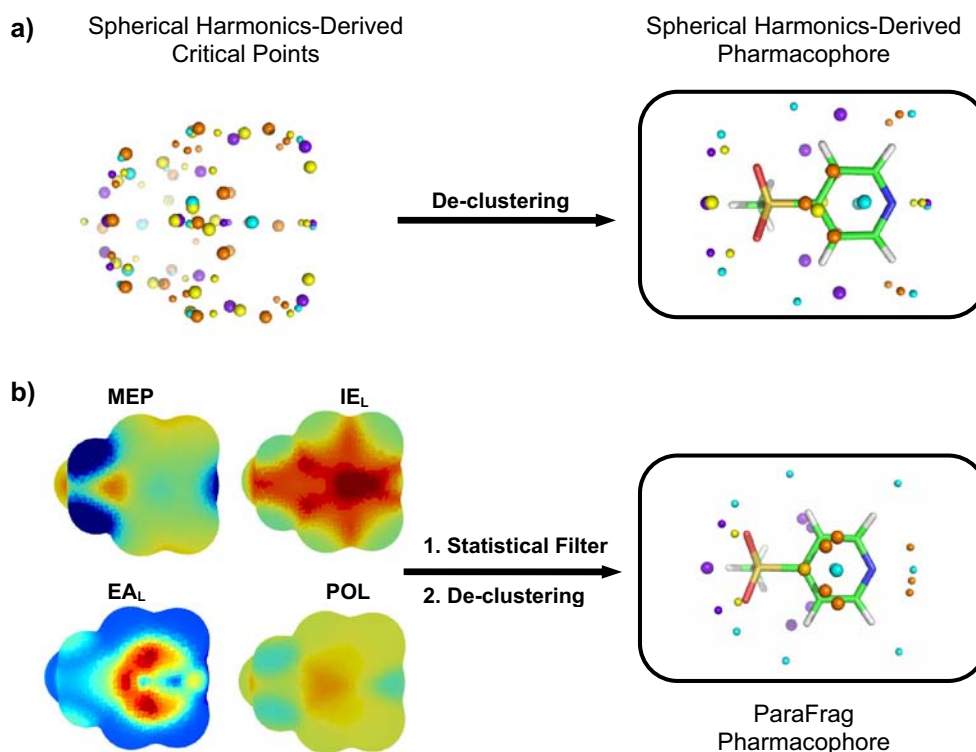 a)
Spherical Harmonics-Derived
Critical Points
Spherical Harmonics-Derived
Pharmacophore
De-clustering
b)
MEP
IEL
EAL
POL
1. Statistical Filter
2. De-clustering
ParaFrag
Pharmacophore